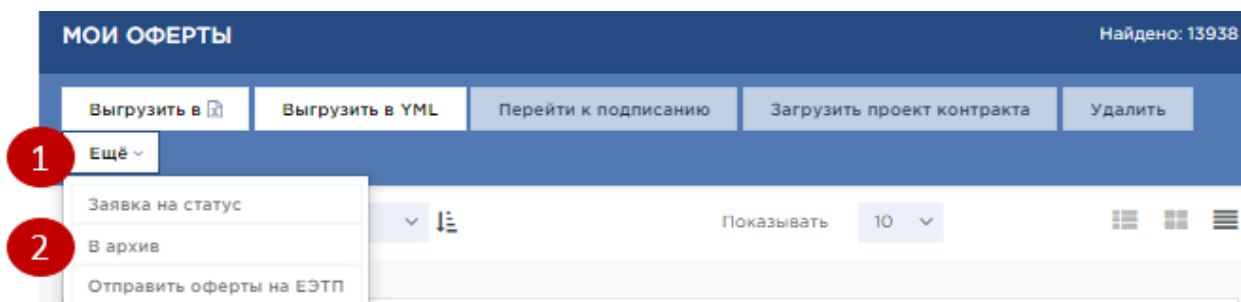 МОИ ОФЕРТЫ Найдено: 13938
Выгрузить в Выгрузить в YML Перейти к подписанию Загрузить проект контракта Удалить
1 Ещё
Заявка на статус
Показывать 10
2 В архив
Отправить оферты на ЕЭТП